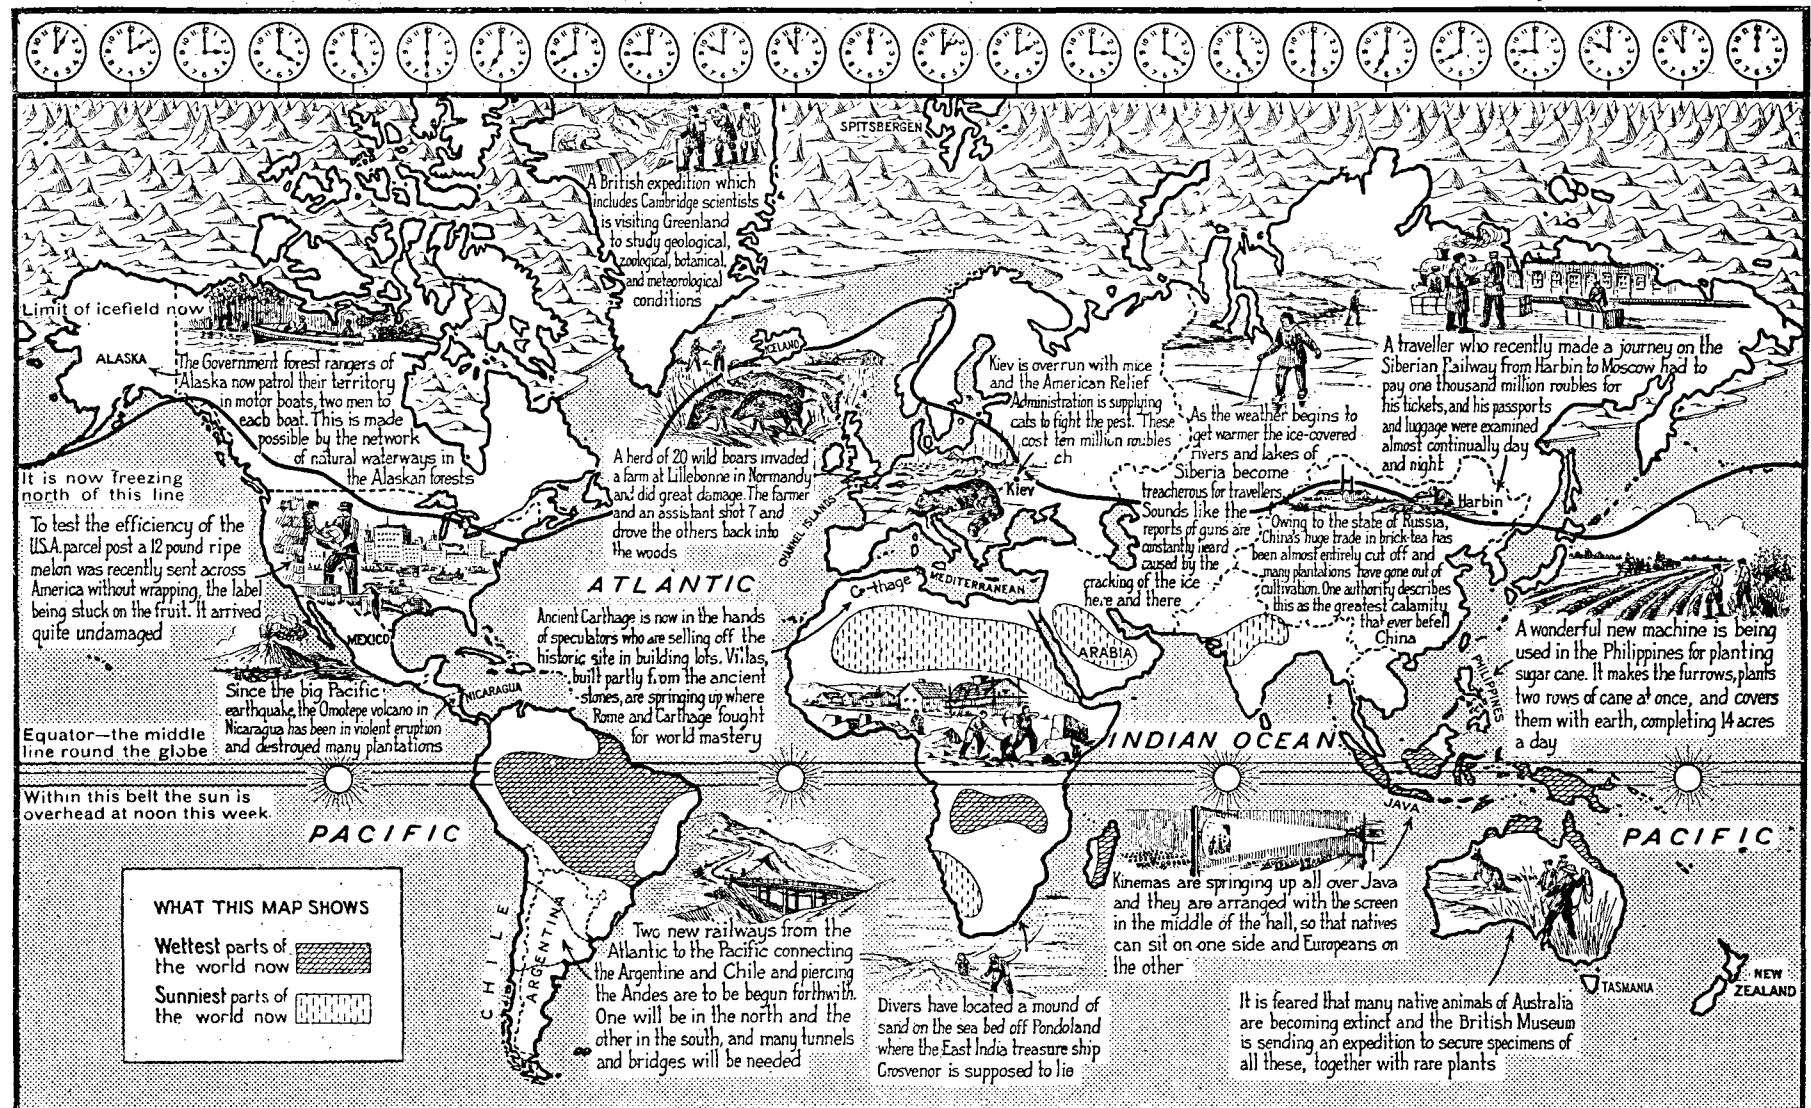 SPITSBERGEN
A British expedition which
includes Cambridge scientists
is visiting Greenland
to study geological,
zoological, botanical,
and meteorological
conditions
Limit of icefield now
ALASKA
The Government forest rangers of
Alaska now patrol their territory
in motor boats, two men to
each boat. This is made
possible by the network
of natural waterways in
the Alaskan forests
ICELAND
A herd of 20 wild boars invaded
a farm at Lillebonne in Normandy
and did great damage. The farmer
and an assistant shot 7 and
drove the others back into
the woods
CHANNEL ISLANDS
Kiev is overrun with mice
and the American Relief
Administration is supplying
cats to fight the pest. These
cost ten million roubles
ch
Kiev
As the weather begins to
get warmer the ice-covered
rivers and lakes of
Siberia become
treacherous for travellers.
Sounds like the
reports of guns are
constantly heard
caused by the
cracking of the ice
here and there
A traveller who recently made a journey on the
Siberian Railway from Harbin to Moscow had to
pay one thousand million roubles for
his tickets, and his passports
and luggage were examined
almost continually day
and night
Harbin
Owing to the state of Russia,
China's huge trade in brick-tea has
been almost entirely cut off and
many plantations have gone out of
cultivation. One authority describes
this as the greatest calamity
that ever befell
China
It is now freezing
north of this line
To test the efficiency of the
U.S.A. parcel post a 12 pound ripe
melon was recently sent across
America without wrapping, the label
being stuck on the fruit. It arrived
quite undamaged
MEXICO
ATLANTIC
Carthage
MEDITERRANEAN
Ancient Carthage is now in the hands
of speculators who are selling off the
historic site in building lots. Villas,
built partly from the ancient
stones, are springing up where
Rome and Carthage fought
for world mastery
ARABIA
A wonderful new machine is being
used in the Philippines for planting
sugar cane. It makes the furrows, plants
two rows of cane at once, and covers
them with earth, completing 14 acres
a day
PHILIPPINES
NICARAGUA
Since the big Pacific
earthquake, the Omotepe volcano in
Nicaragua has been in violent eruption
and destroyed many plantations
Equator—the middle
line round the globe
INDIAN OCEAN
Within this belt the sun is
overhead at noon this week
PACIFIC
JAVA
PACIFIC
Kinemas are springing up all over Java
and they are arranged with the screen
in the middle of the hall, so that natives
can sit on one side and Europeans on
the other
WHAT THIS MAP SHOWS
Wettest parts of
the world now
Sunniest parts of
the world now
CHILE
ARGENTINA
Two new railways from the
Atlantic to the Pacific connecting
the Argentine and Chile and piercing
the Andes are to be begun forthwith.
One will be in the north and the
other in the south, and many tunnels
and bridges will be needed
Divers have located a mound of
sand on the sea bed off Pondoland
where the East India treasure ship
Grosvenor is supposed to lie
It is feared that many native animals of Australia
are becoming extinct and the British Museum
is sending an expedition to secure specimens of
all these, together with rare plants
TASMANIA
NEW
ZEALAND